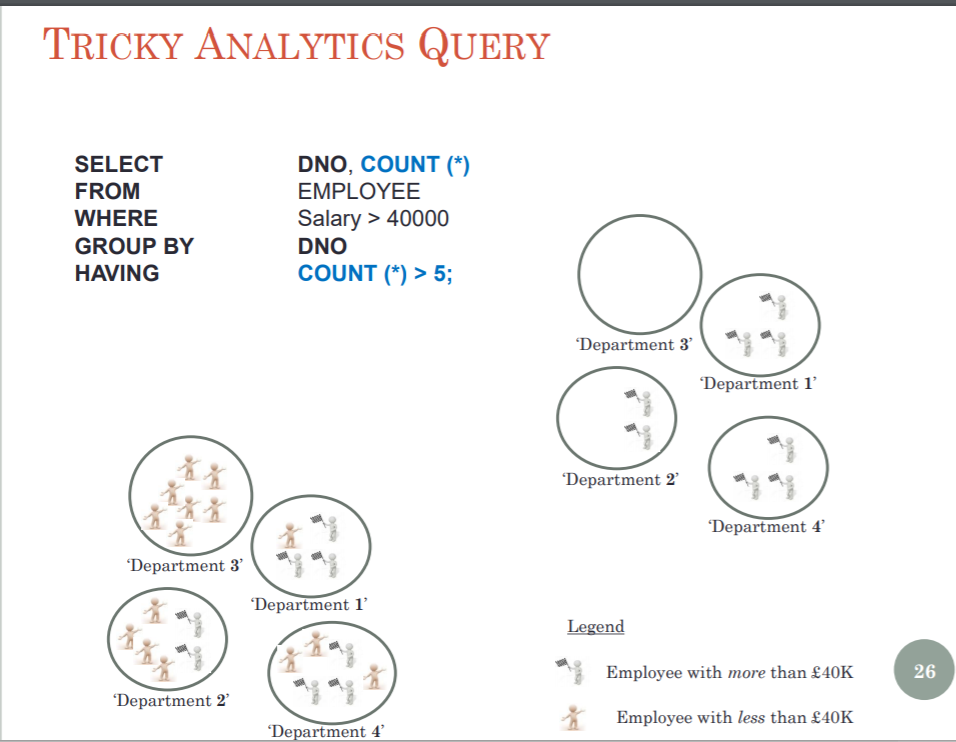 TRICKY ANALYTICS QUERY
SELECT DNO, COUNT (*)
FROM EMPLOYEE
WHERE Salary > 40000
GROUP BY DNO
HAVING COUNT (*) > 5;
‘Department 3’
‘Department 1’
‘Department 2’
‘Department 4’
‘Department 3’
‘Department 1’
‘Department 2’
‘Department 4’
Legend
Employee with more than £40K
Employee with less than £40K
26